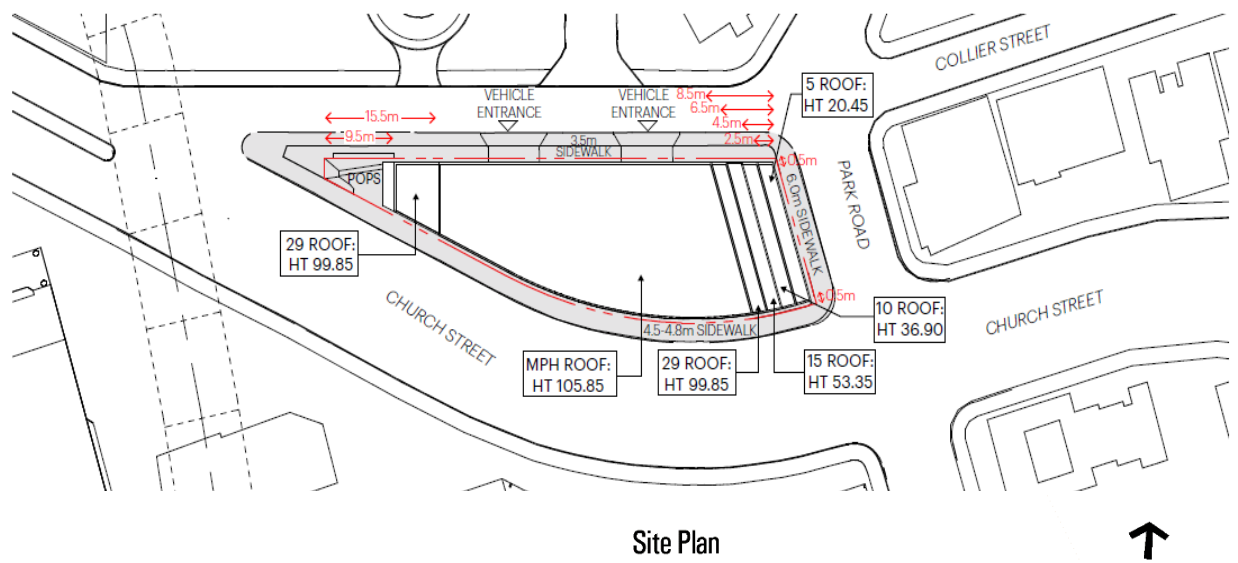 COLLIER STREET
5 ROOF:
HT 20.45
VEHICLE
ENTRANCE
VEHICLE
ENTRANCE
8.5m
6.5m
4.5m
2.5m
15.5m
9.5m
3.5m
SIDEWALK
0.5m
POPS
6.0m SIDEWALK
PARK ROAD
29 ROOF:
HT 99.85
CHURCH STREET
0.5m
10 ROOF:
HT 36.90
CHURCH STREET
4.5-4.8m SIDEWALK
MPH ROOF:
HT 105.85
29 ROOF:
HT 99.85
15 ROOF:
HT 53.35
Site Plan